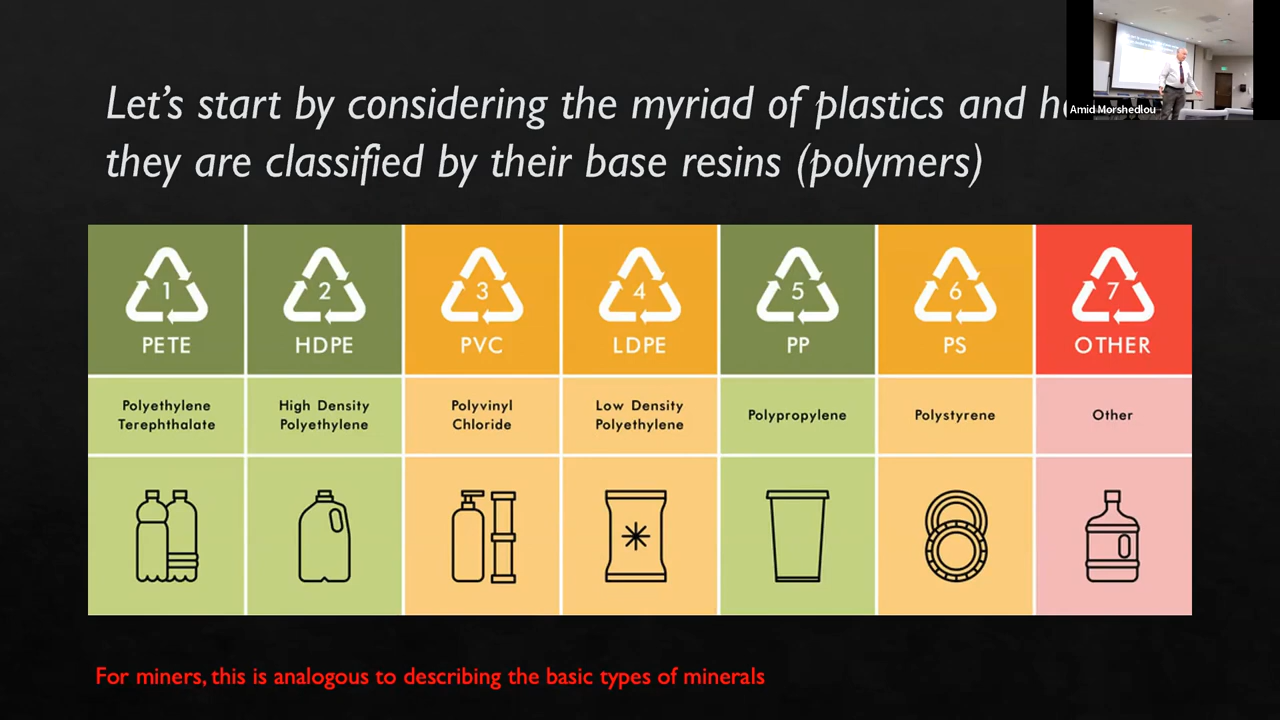 Let's start by considering the myriad of plastics and
they are classified by their base resins (polymers)
Amid Morshedlou
1
2
3
4
5
6
7
PETE
HDPE
PVC
LDPE
PP
PS
OTHER
Polyethylene
Terephthalate
High Density
Polyethylene
Polyvinyl
Chloride
Low Density
Polyethylene
Polypropylene
Polystyrene
Other
For miners, this is analogous to describing the basic types of minerals